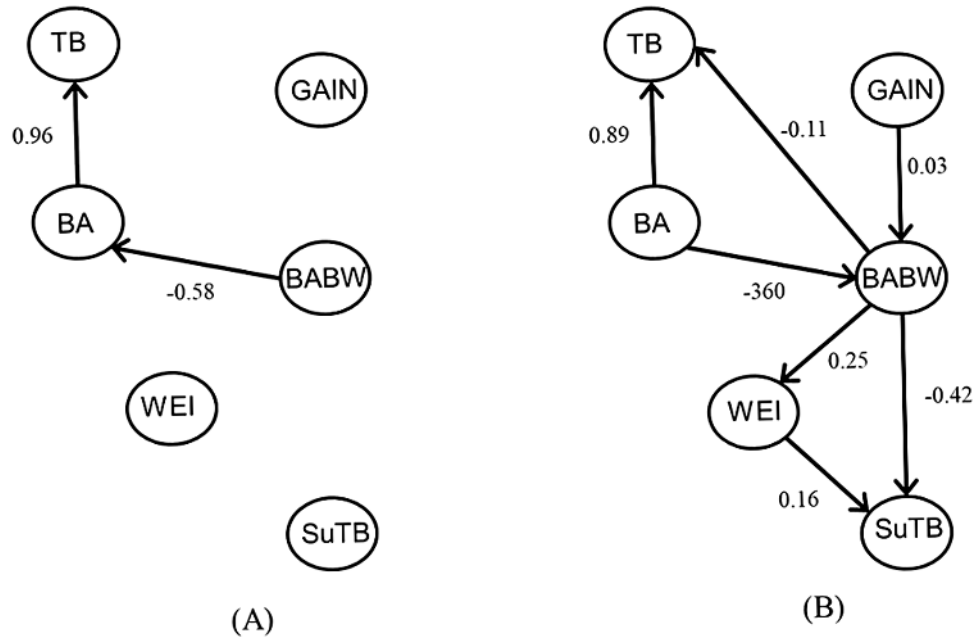 TB
GAIN
0.96
BA
BABW
-0.58
WEI
SuTB
(A)
TB
GAIN
-0.11
0.89
0.03
BA
BABW
-360
0.25
WEI
-0.42
0.16
SuTB
(B)